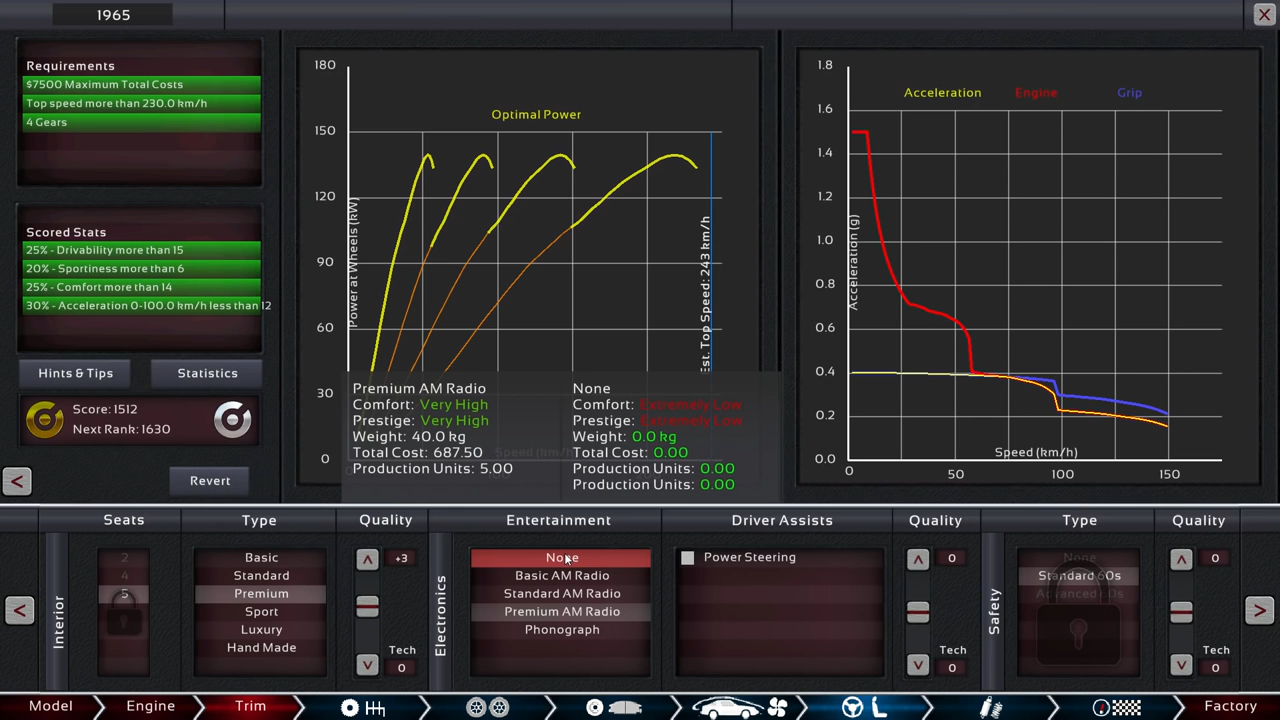 1965
Requirements
$7500 Maximum Total Costs
Top speed more than 230.0 km/h
4 Gears
Scored Stats
25% - Drivability more than 15
20% - Sportiness more than 6
25% - Comfort more than 14
30% - Acceleration 0-100.0 km/h less than 12
Hints & Tips
Statistics
Score: 1512
Next Rank: 1630
Revert
180
150
120
90
60
30
0
Optimal Power
Power at Wheels (kW)
Est. Top Speed: 243 km/h
Speed (km/h)
100
Premium AM Radio
Comfort: Very High
Prestige: Very High
Weight: 40.0 kg
Total Cost: 687.50
Production Units: 5.00
None
Comfort: Extremely Low
Prestige: Extremely Low
Weight: 0.0 kg
Total Cost: 0.00
Production Units: 0.00
Production Units: 0.00
1.8
1.6
1.4
1.2
1.0
0.8
0.6
0.4
0.2
0.0
Acceleration Engine Grip
Acceleration (g)
Speed (km/h)
0 50 100 150
Interior
Seats
2
4
5
Type
Basic
Standard
Premium
Sport
Luxury
Hand Made
Quality
+3
Tech
0
Electronics
Entertainment
None
Basic AM Radio
Standard AM Radio
Premium AM Radio
Phonograph
Driver Assists
Power Steering
Quality
0
Tech
0
Safety
Type
None
Standard 60s
Advanced 60s
Quality
0
Tech
0
Model
Engine
Trim
Factory